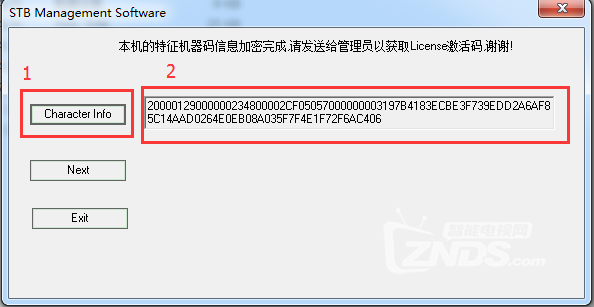 STB Management Software
本机的特征机器码信息加密完成,请发送给管理员以获取License激活码,谢谢!
1
2
Character Info
20000129000000234800002CF05057000000003197B4183ECBE3F739EDD2A6AF8
5C14AAD0264E0EB08A035F7F4E1F72F6AC406
Next
Exit
智能电视网
ZNDS.COM